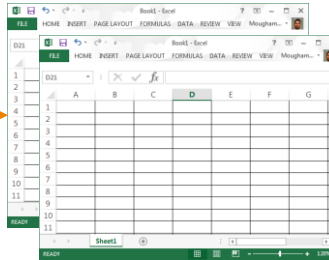 Book1 - Excel
FILE HOME INSERT PAGE LAYOUT FORMULAS DATA REVIEW VIEW Mougham...
D21
1
2
3
4
5
6
7
8
9
10
11
READY
Book1 - Excel ?
FILE HOME INSERT PAGE LAYOUT FORMULAS DATA REVIEW VIEW Mougham...
D21 fx
A B C D E F G
1
2
3
4
5
6
7
8
9
10
11
Sheet1
READY 120%